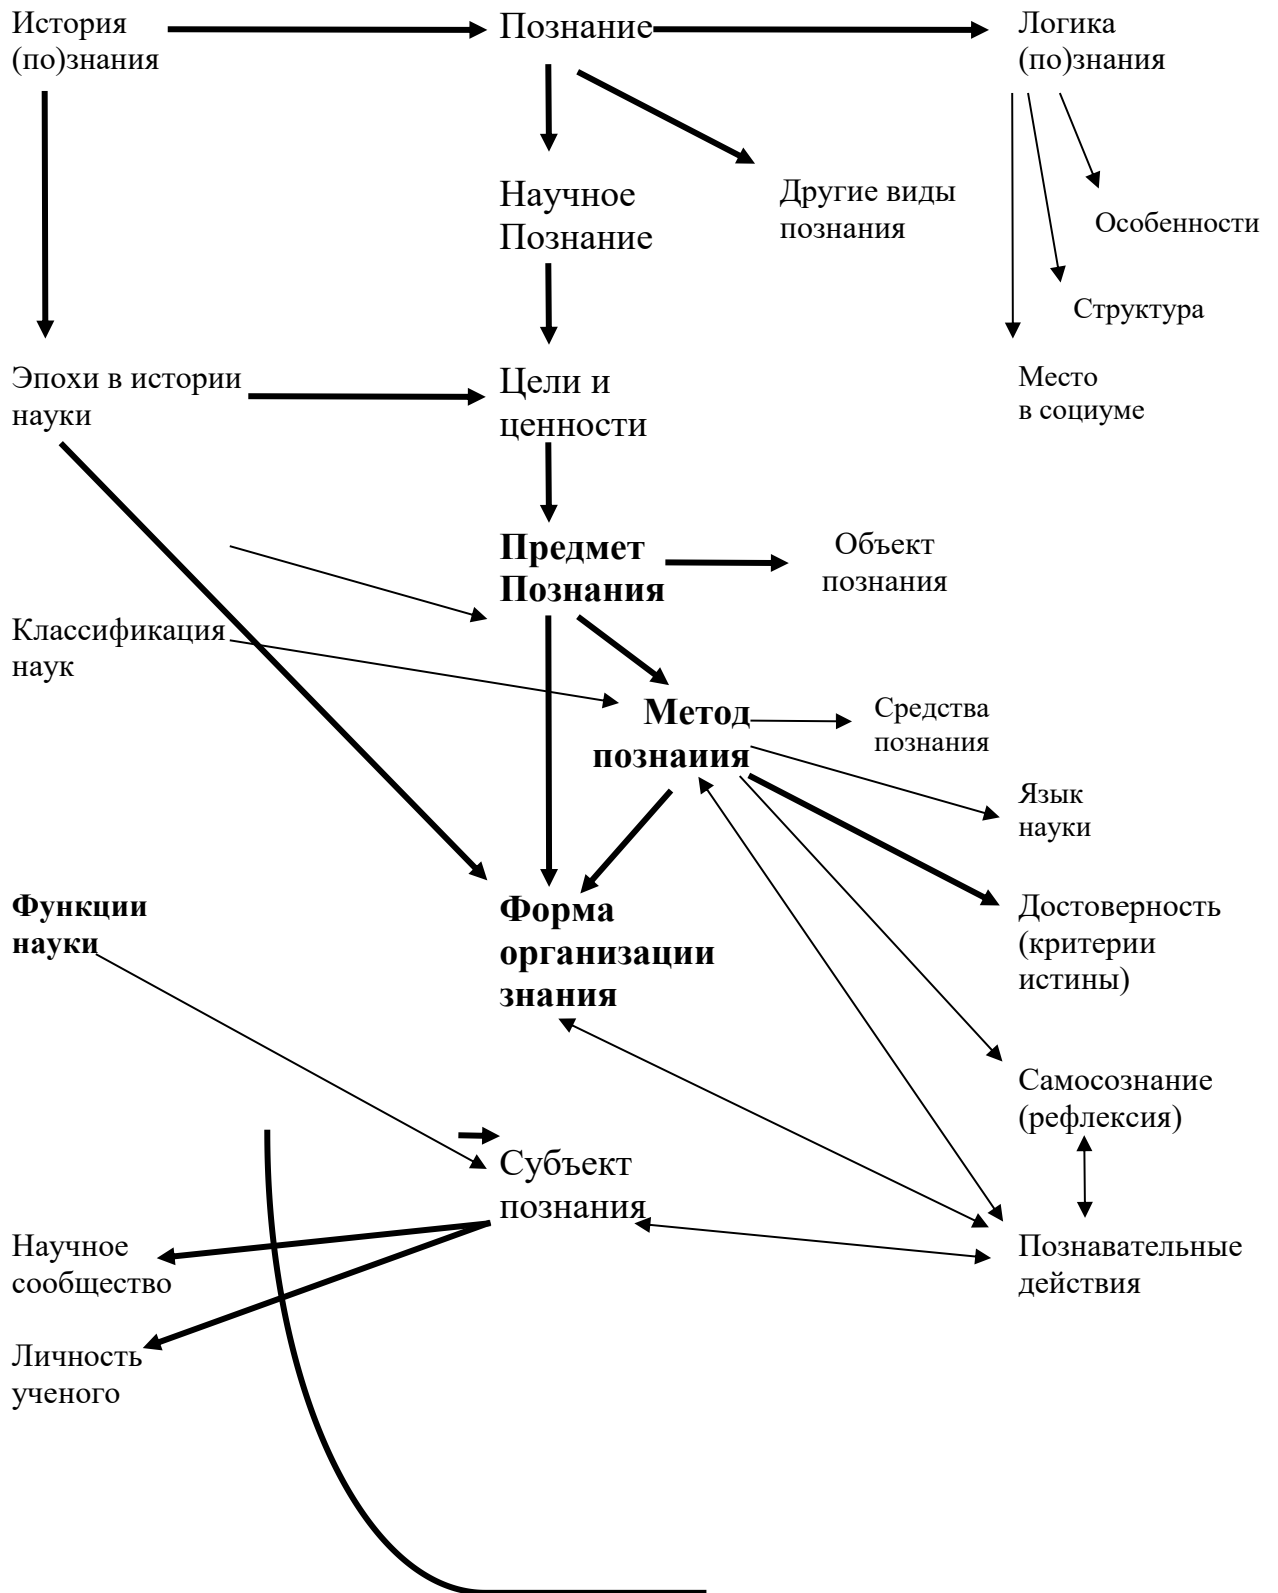 История
(по)знания
Познание
Логика
(по)знания
Научное
Познание
Другие виды
познания
Особенности
Структура
Эпохи в истории
науки
Цели и
ценности
Место
в социуме
Предмет
Познания
Объект
познания
Классификация
наук
Метод
познаиия
Средства
познания
Язык
науки
Функции
науки
Форма
организации
знания
Достоверность
(критерии
истины)
Самосознание
(рефлексия)
Субъект
познания
Научное
сообщество
Познавательные
действия
Личность
ученого